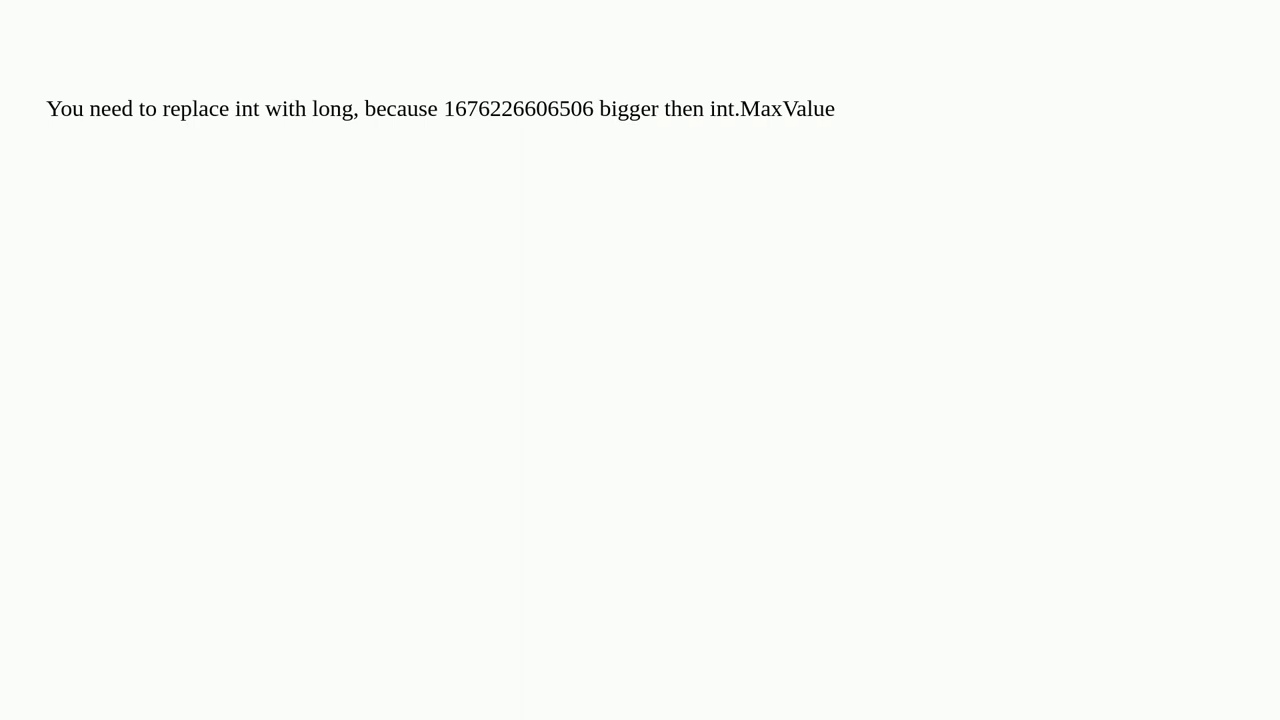 You need to replace int with long, because 1676226606506 bigger then int.MaxValue